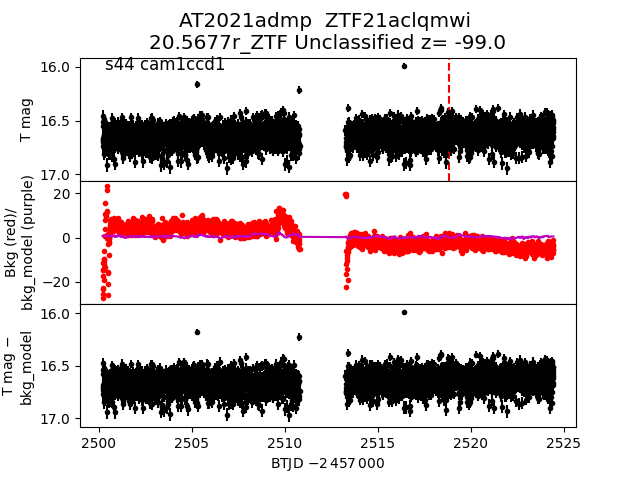 AT2021admp  ZTF21aclqmwi
20.5677r_ZTF Unclassified z= -99.0
s44 cam1ccd1
16.0
16.5
17.0
T mag
20
0
−20
Bkg (red)/
bkg_model (purple)
16.0
16.5
17.0
T mag −
bkg_model
2500
2505
2510
2515
2520
2525
BTJD −2 457 000